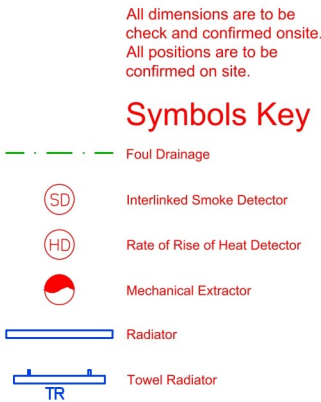 All dimensions are to be
check and confirmed onsite.
All positions are to be
confirmed on site.
Symbols Key
Foul Drainage
SD Interlinked Smoke Detector
HD Rate of Rise of Heat Detector
Mechanical Extractor
Radiator
Towel Radiator
TR